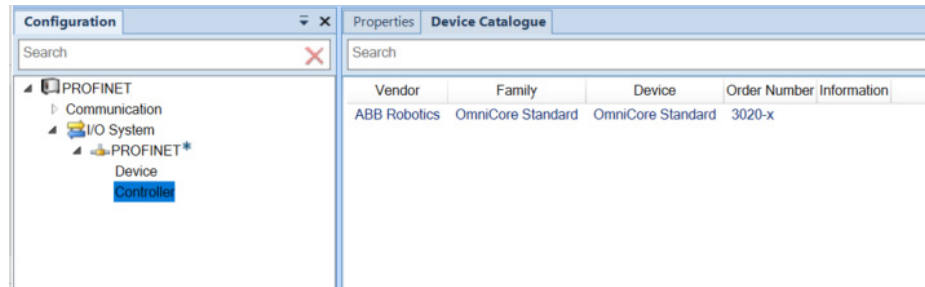 Configuration
Search
PROFINET
Communication
I/O System
PROFINET*
Device
Controller
Properties Device Catalogue
Search
Vendor Family Device Order Number Information
ABB Robotics OmniCore Standard OmniCore Standard 3020-x